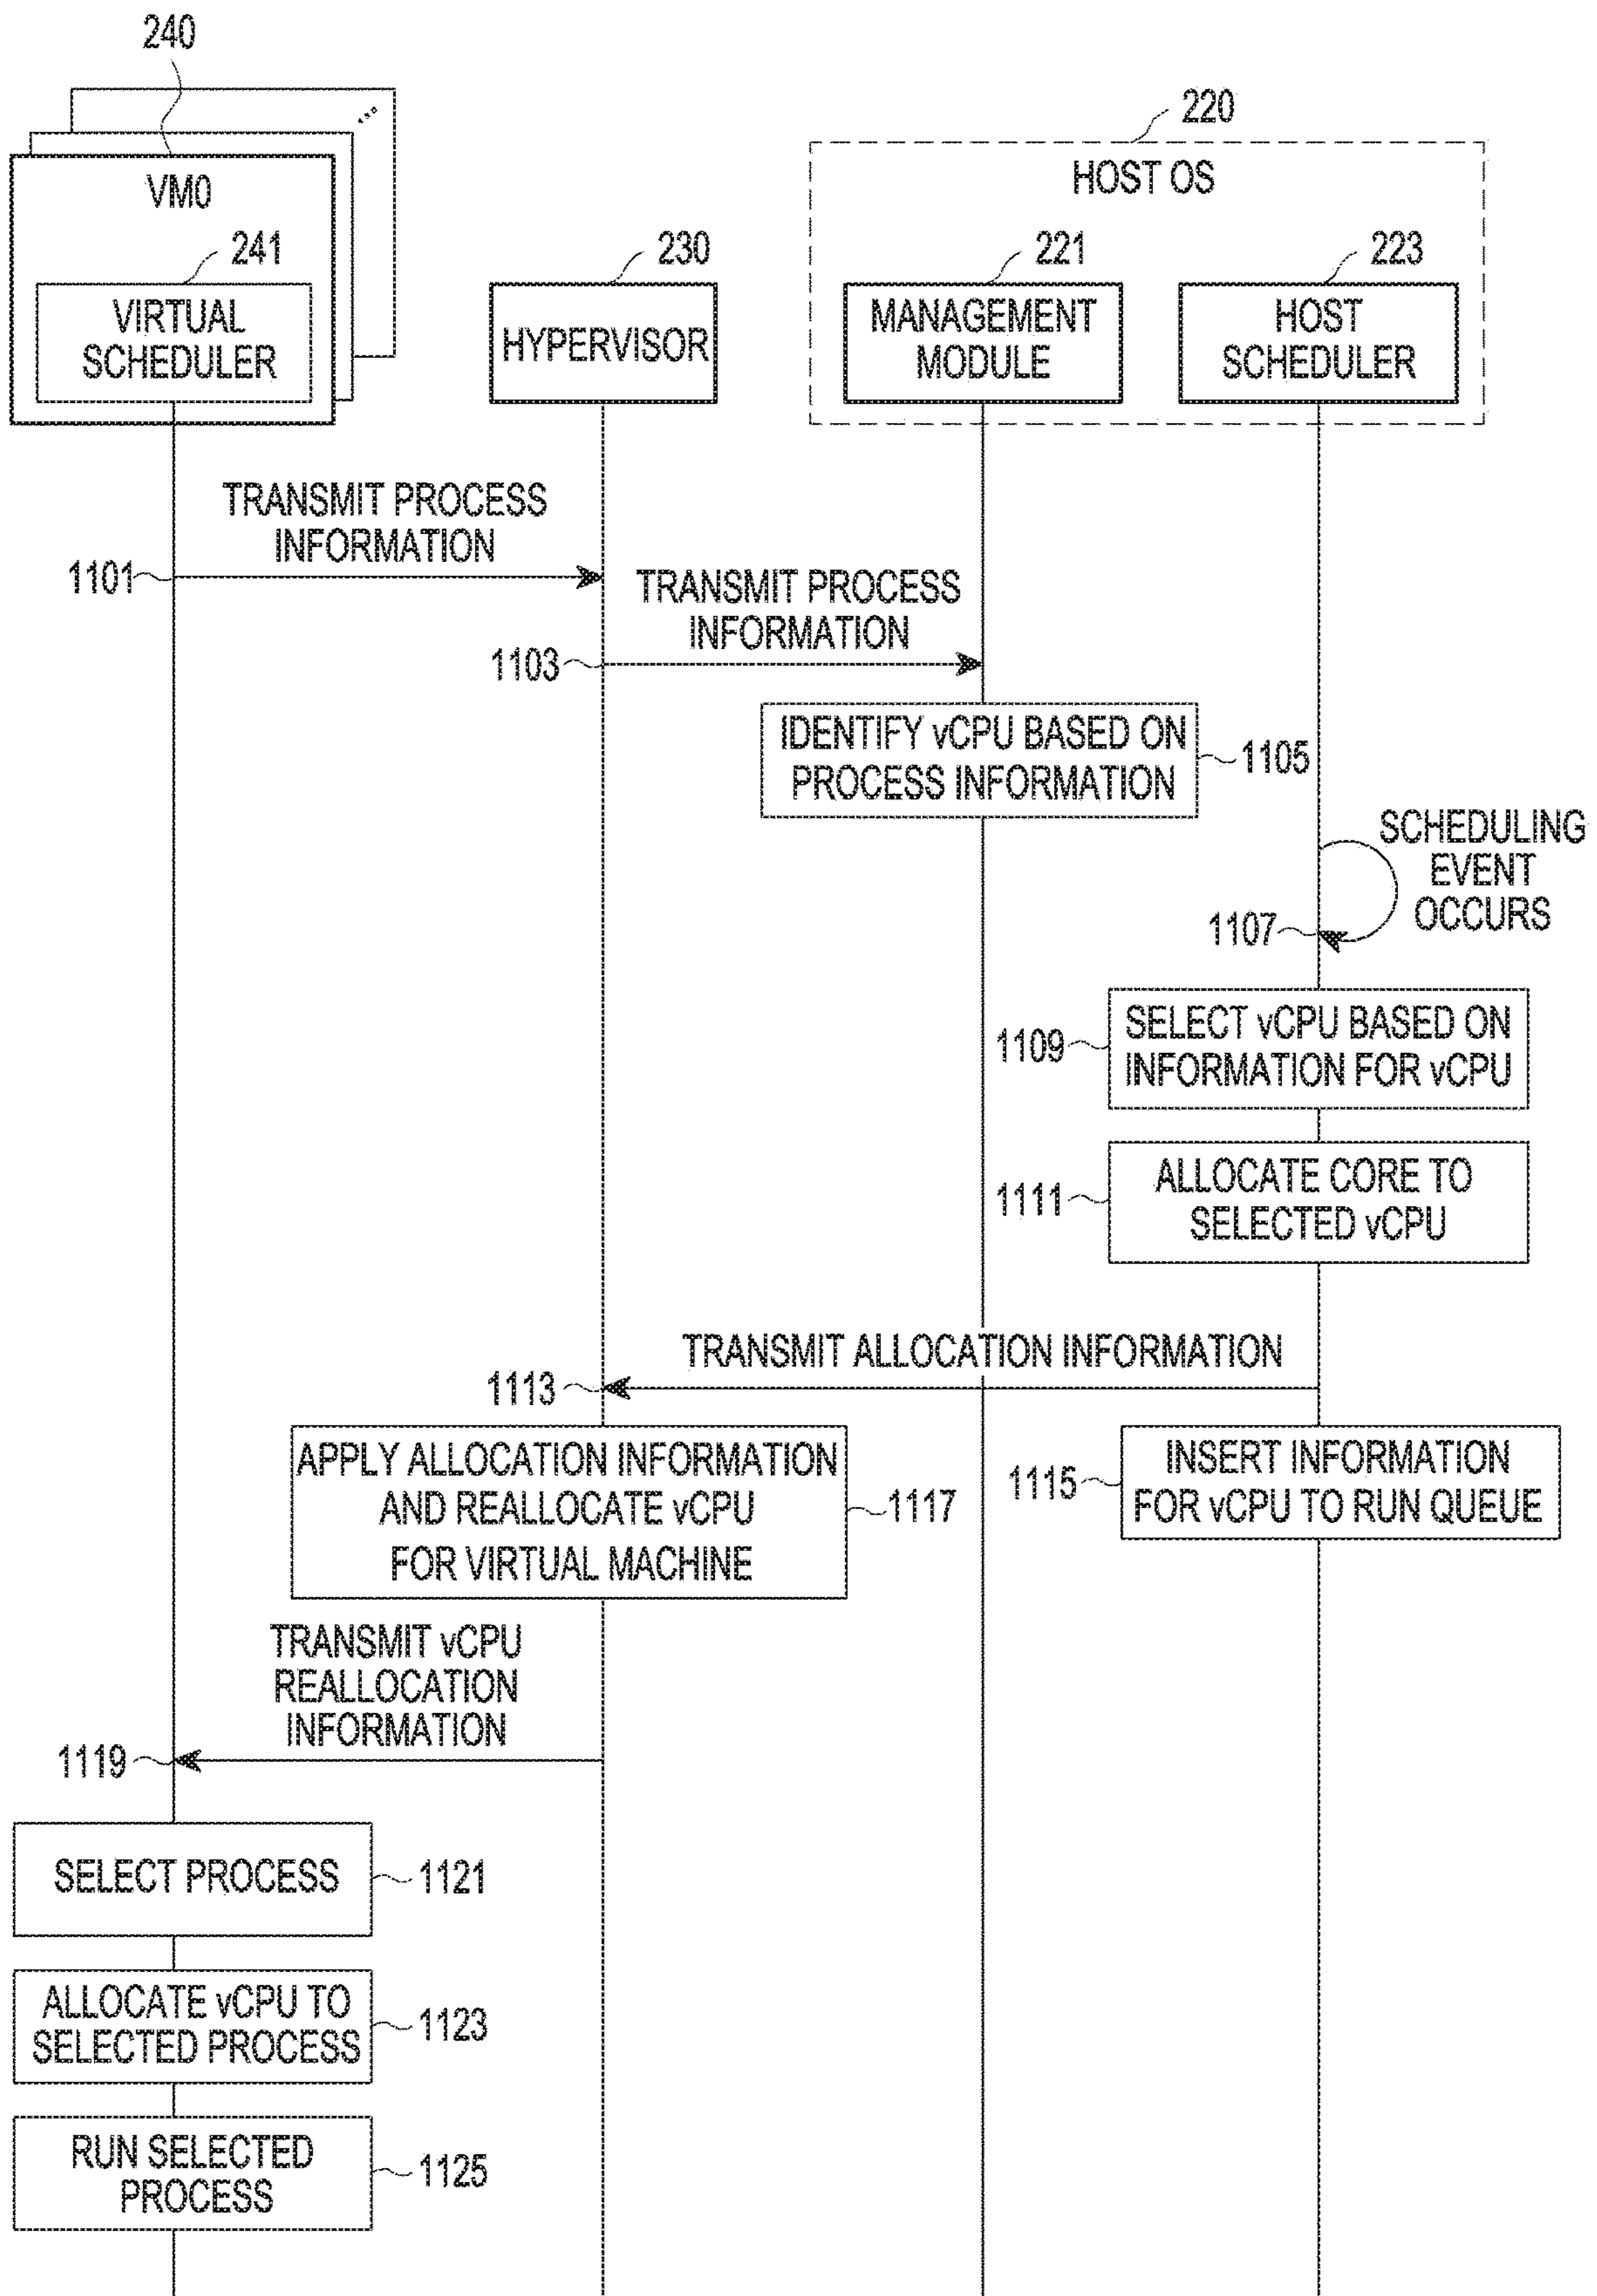 240
220
VM0
HOST OS
241
230
221
223
VIRTUAL
SCHEDULER
HYPERVISOR
MANAGEMENT
MODULE
HOST
SCHEDULER
TRANSMIT PROCESS
INFORMATION
1101
TRANSMIT PROCESS
INFORMATION
1103
IDENTIFY vCPU BASED ON
PROCESS INFORMATION
1105
SCHEDULING
EVENT
OCCURS
1107
SELECT vCPU BASED ON
INFORMATION FOR vCPU
1109
ALLOCATE CORE TO
SELECTED vCPU
1111
TRANSMIT ALLOCATION INFORMATION
1113
APPLY ALLOCATION INFORMATION
AND REALLOCATE vCPU
FOR VIRTUAL MACHINE
1117
INSERT INFORMATION
FOR vCPU TO RUN QUEUE
1115
TRANSMIT vCPU
REALLOCATION
INFORMATION
1119
SELECT PROCESS
1121
ALLOCATE vCPU TO
SELECTED PROCESS
1123
RUN SELECTED
PROCESS
1125